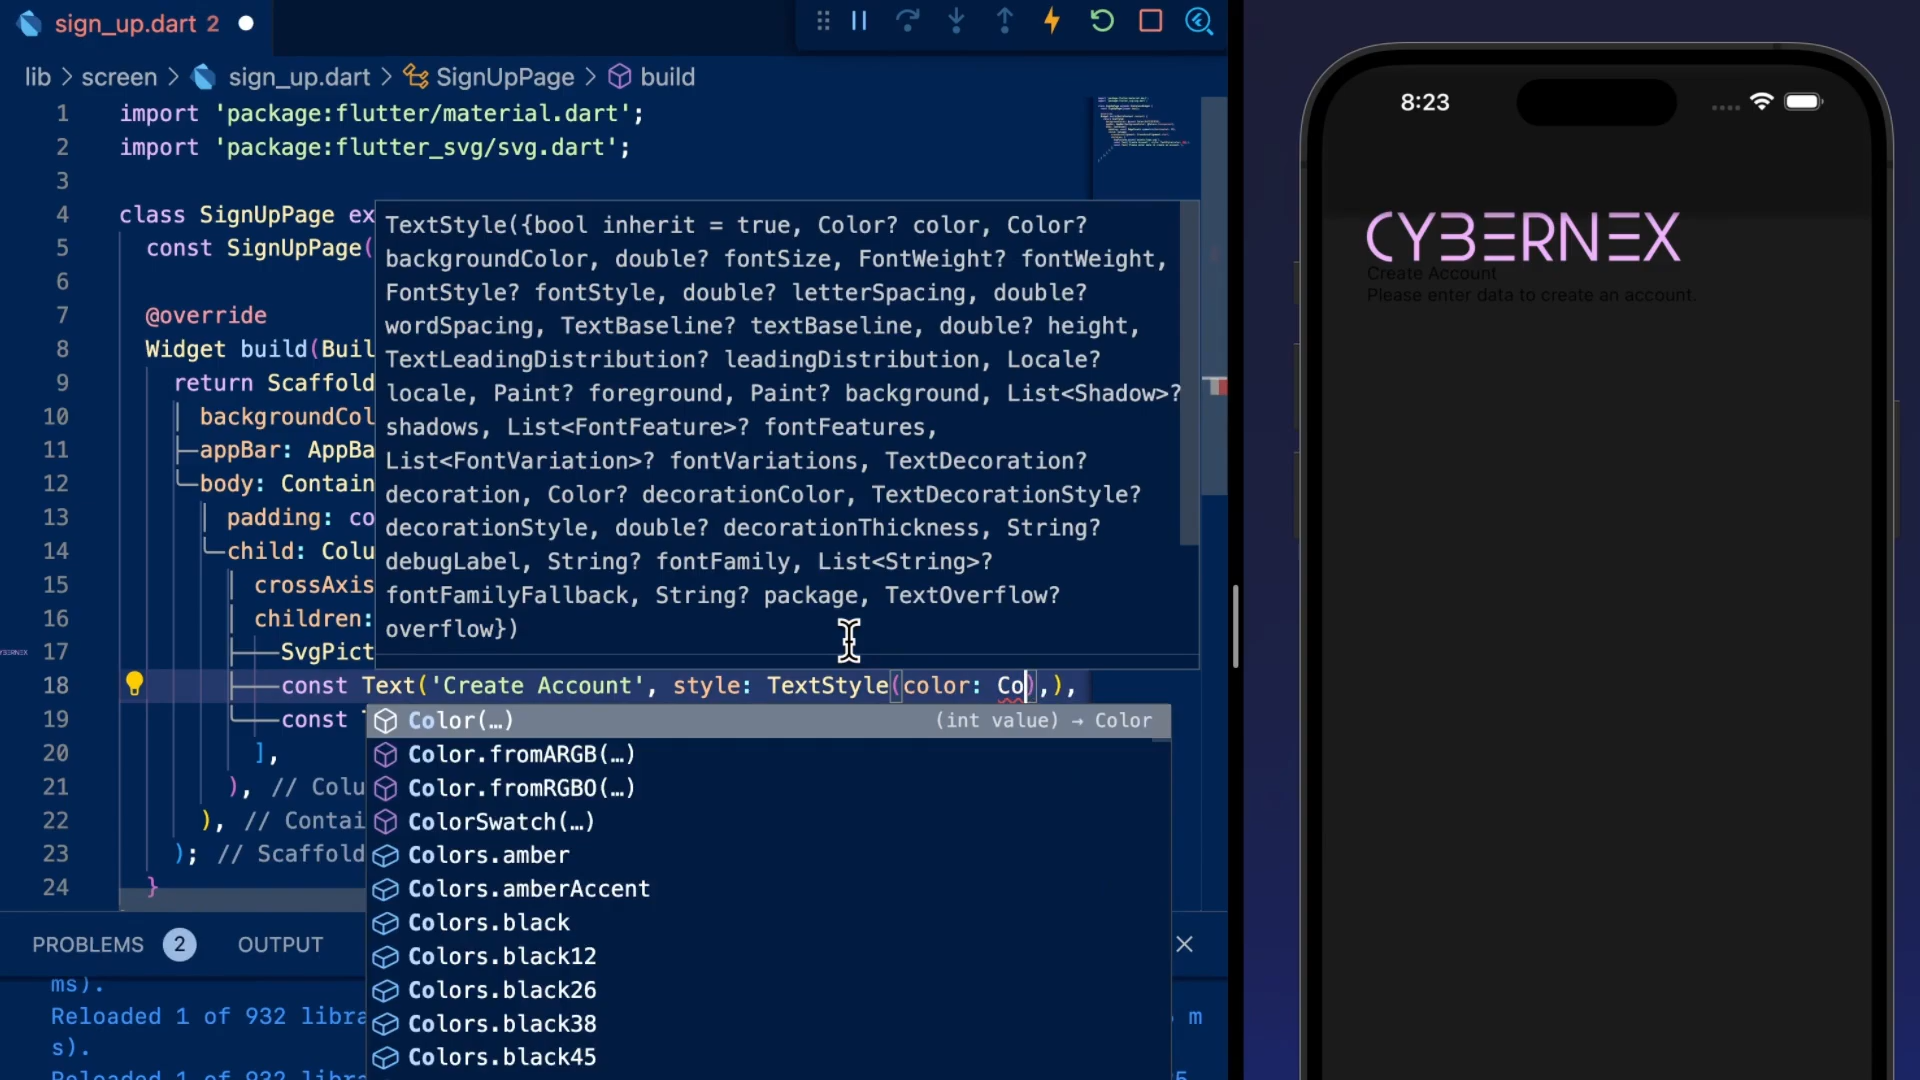 sign_up.dart 2
lib > screen > sign_up.dart > SignUpPage > build
1 import 'package:flutter/material.dart';
2 import 'package:flutter_svg/svg.dart';
3
4 class SignUpPage ex
5 const SignUpPage(
6
7 @override
8 Widget build(Buil
9 return Scaffold
10 backgroundCol
11 appBar: AppBa
12 body: Contain
13 padding: co
14 child: Colu
15 crossAxis
16 children:
17 SvgPict
18 const Text('Create Account', style: TextStyle(color: Co),),
19 const
20 ],
21 ), // Colu
22 ), // Contai
23 ); // Scaffold
24 }
TextStyle({bool inherit = true, Color? color, Color?
backgroundColor, double? fontSize, FontWeight? fontWeight,
FontStyle? fontStyle, double? letterSpacing, double?
wordSpacing, TextBaseline? textBaseline, double? height,
TextLeadingDistribution? leadingDistribution, Locale?
locale, Paint? foreground, Paint? background, List<Shadow>?
shadows, List<FontFeature>? fontFeatures,
List<FontVariation>? fontVariations, TextDecoration?
decoration, Color? decorationColor, TextDecorationStyle?
decorationStyle, double? decorationThickness, String?
debugLabel, String? fontFamily, List<String>?
fontFamilyFallback, String? package, TextOverflow?
overflow})
Color(…) (int value) → Color
Color.fromARGB(…)
Color.fromRGBO(…)
ColorSwatch(…)
Colors.amber
Colors.amberAccent
Colors.black
Colors.black12
Colors.black26
Colors.black38
Colors.black45
PROBLEMS 2 OUTPUT
ms).
Reloaded 1 of 932 libra m
s).
Reloaded 1 of 932 libra
8:23
CYBERNEX
Create Account
Please enter data to create an account.